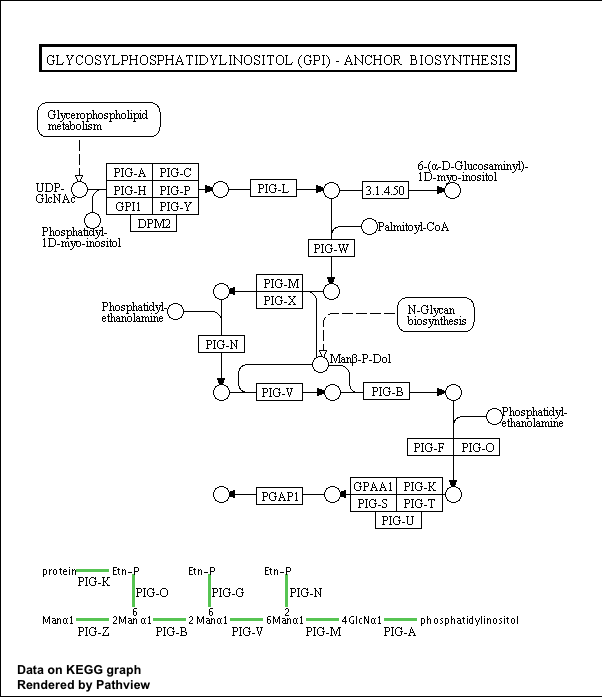 GLYCOSYLPHOSPHATIDYLINOSITOL (GPI) - ANCHOR BIOSYNTHESIS
Glycerophospholipid
metabolism
UDP-
GlcNAc
PIG-A PIG-C
PIG-H PIG-P
GPI1 PIG-Y
DPM2
Phosphatidyl-
1D-myo-inositol
PIG-L
3.1.4.50
6-(α-D-Glucosaminyl)-
1D-myo-inositol
Palmitoyl-CoA
PIG-W
PIG-M
PIG-X
Phosphatidyl-
ethanolamine
N-Glycan
biosynthesis
PIG-N
Manβ-P-Dol
PIG-V
PIG-B
Phosphatidyl-
ethanolamine
PIG-F PIG-O
PGAP1
GPAA1 PIG-K
PIG-S PIG-T
PIG-U
protein Etn-P Etn-P Etn-P
PIG-K
PIG-O PIG-G PIG-N
6 6 2
Manα1 2Manα1 2 Manα1 6Manα1 4GlcNα1 phosphatidylinositol
PIG-Z PIG-B PIG-V PIG-M PIG-A
Data on KEGG graph
Rendered by Pathview